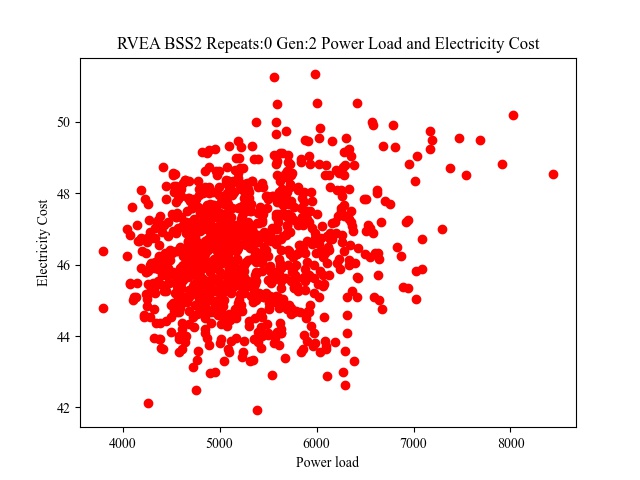 RVEA BSS2 Repeats:0 Gen:2 Power Load and Electricity Cost
50
48
46
44
42
Electricity Cost
4000 5000 6000 7000 8000
Power load